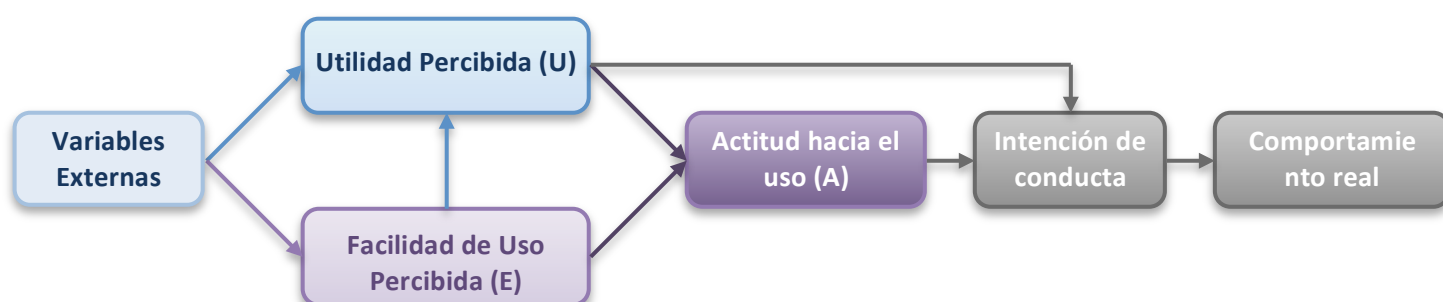 Utilidad Percibida (U)
Variables
Externas
Actitud hacia el
uso (A)
Intención de
conducta
Comportamie
nto real
Facilidad de Uso
Percibida (E)